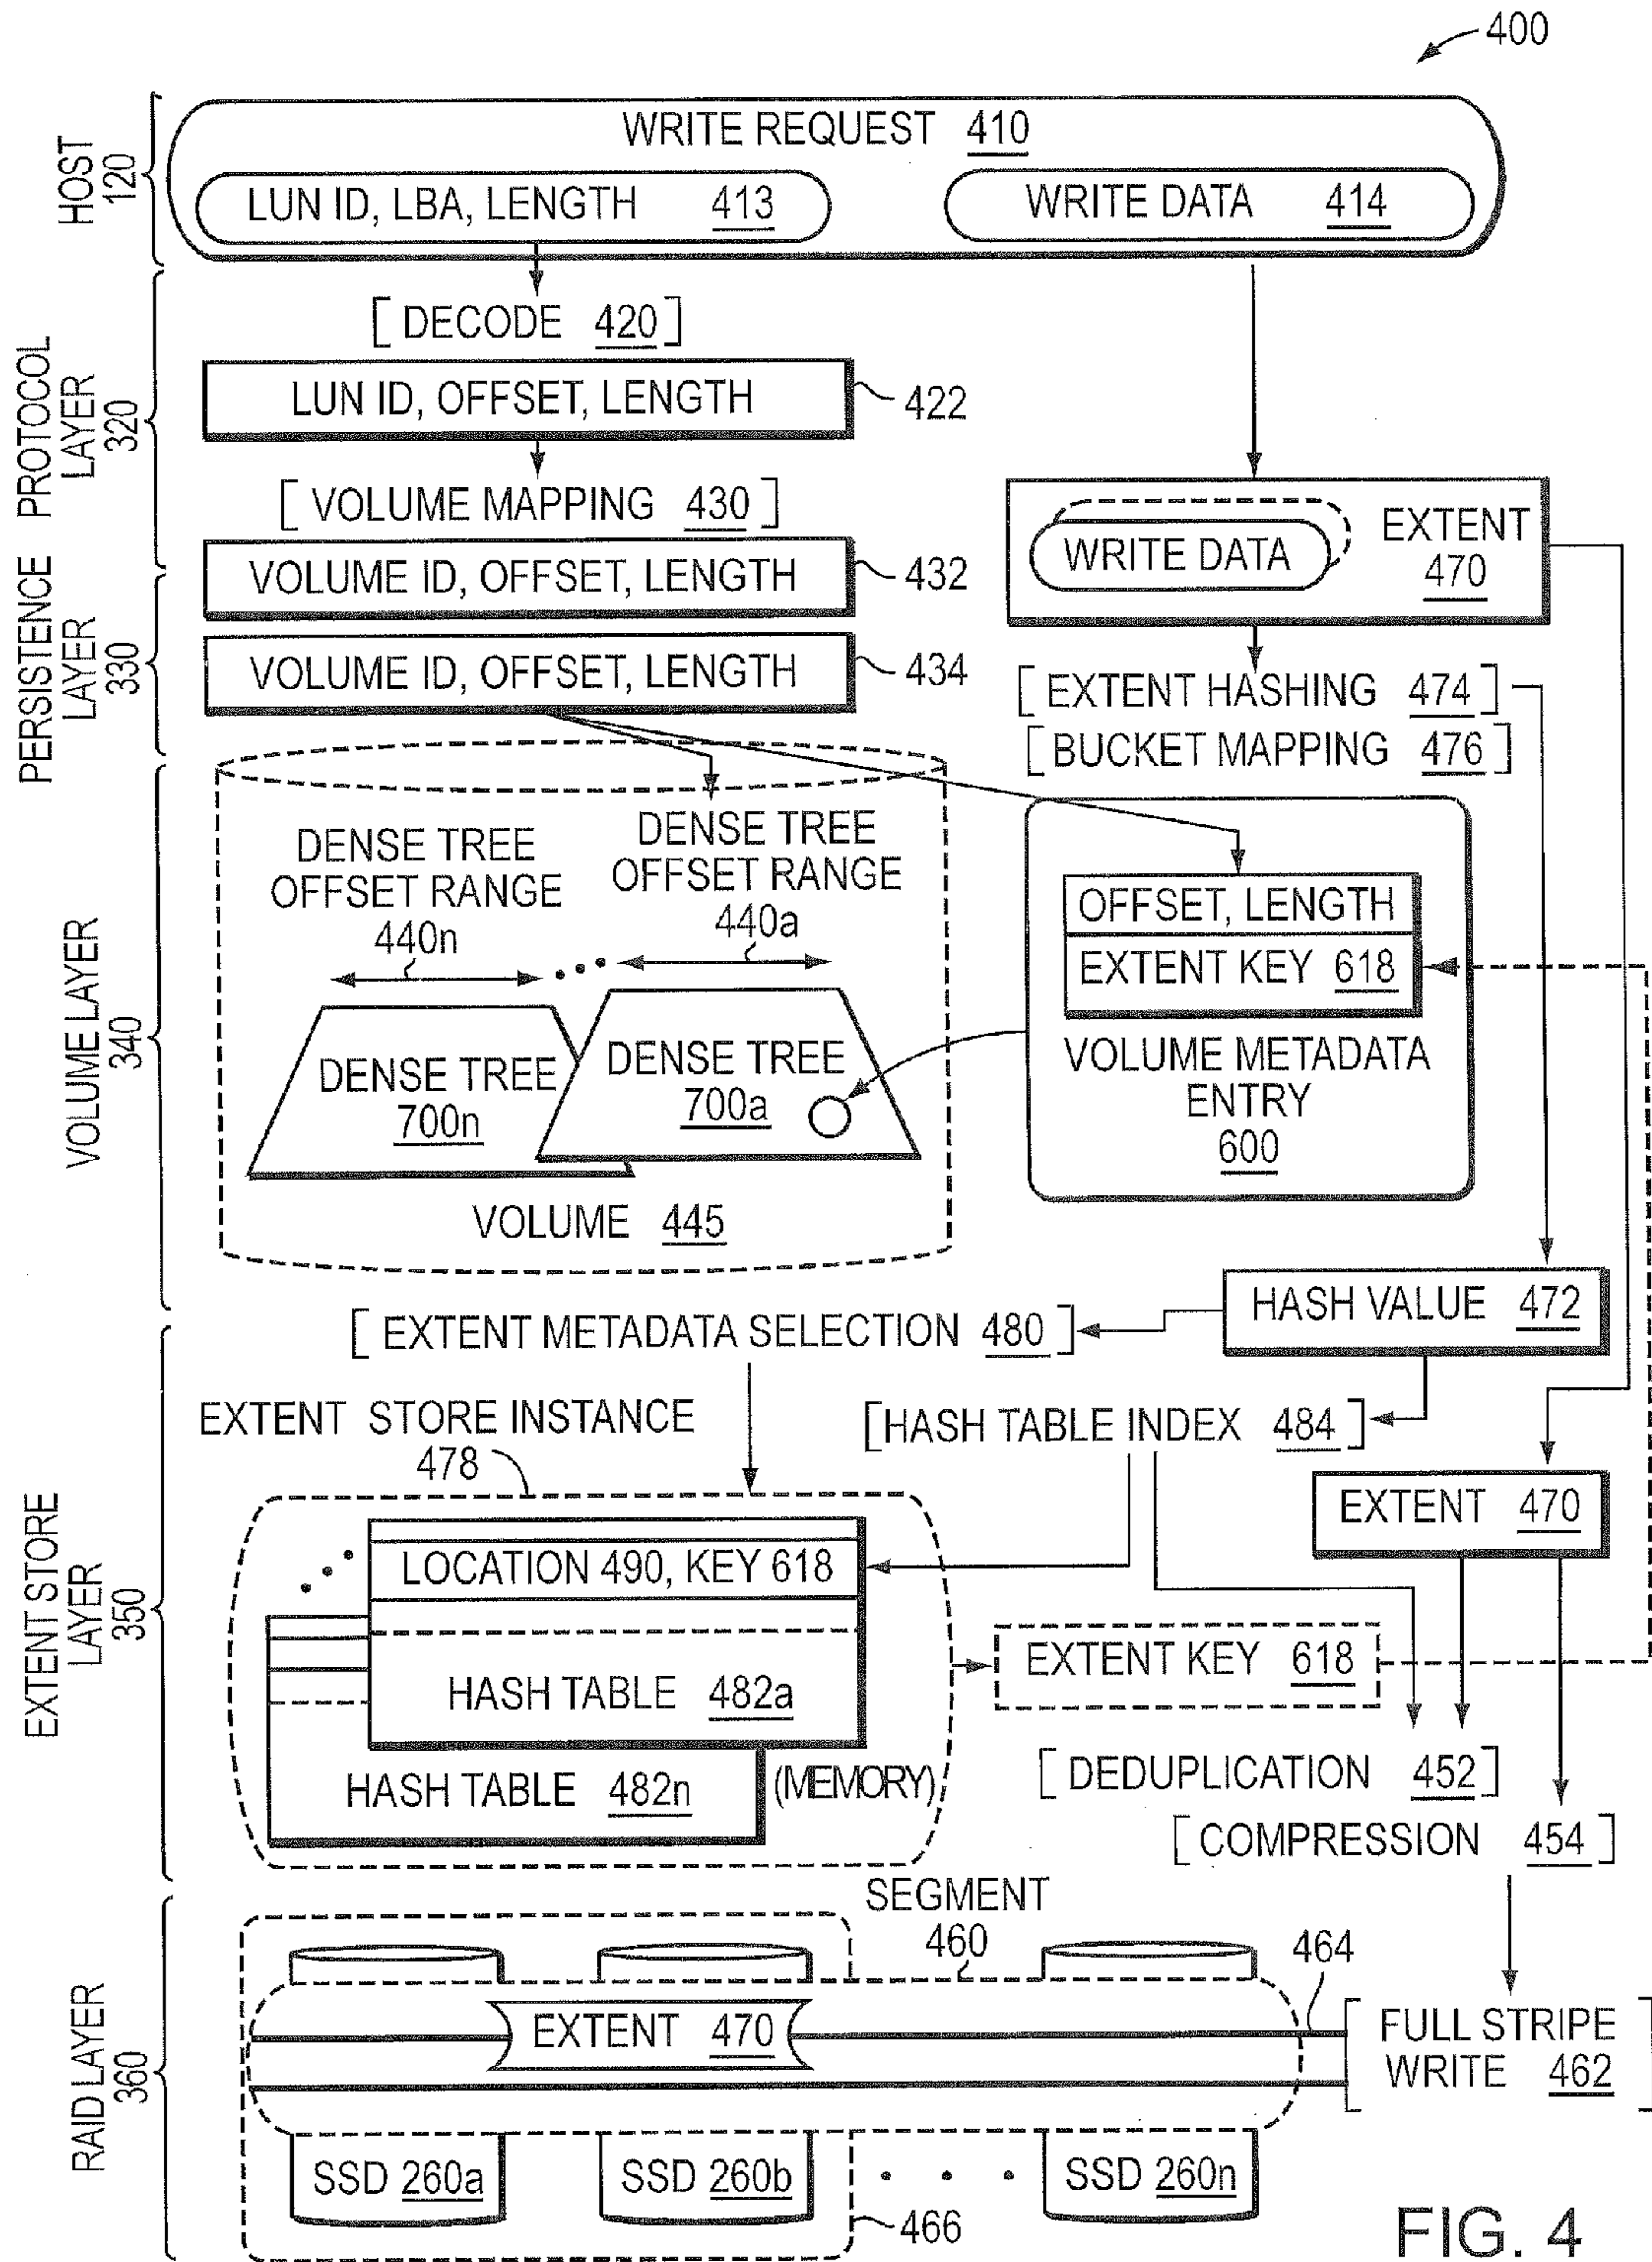 400
HOST
120
WRITE REQUEST 410
LUN ID, LBA, LENGTH 413
WRITE DATA 414
PROTOCOL
LAYER
320
[ DECODE 420 ]
LUN ID, OFFSET, LENGTH
422
[ VOLUME MAPPING 430 ]
WRITE DATA
EXTENT
470
PERSISTENCE
LAYER
330
VOLUME ID, OFFSET, LENGTH
432
VOLUME ID, OFFSET, LENGTH
434
[ EXTENT HASHING 474 ]
[ BUCKET MAPPING 476 ]
VOLUME LAYER
340
DENSE TREE
OFFSET RANGE
440n
DENSE TREE
OFFSET RANGE
440a
DENSE TREE
700n
DENSE TREE
700a
VOLUME 445
OFFSET, LENGTH
EXTENT KEY 618
VOLUME METADATA
ENTRY
600
HASH VALUE 472
EXTENT STORE
LAYER
350
[ EXTENT METADATA SELECTION 480 ]
EXTENT STORE INSTANCE
478
[HASH TABLE INDEX 484 ]
EXTENT 470
LOCATION 490, KEY 618
HASH TABLE 482a
HASH TABLE 482n
(MEMORY)
EXTENT KEY 618
[ DEDUPLICATION 452 ]
[ COMPRESSION 454 ]
RAID LAYER
360
SEGMENT
460
464
EXTENT 470
[ FULL STRIPE
WRITE 462 ]
SSD 260a
SSD 260b
. . .
SSD 260n
466
FIG. 4